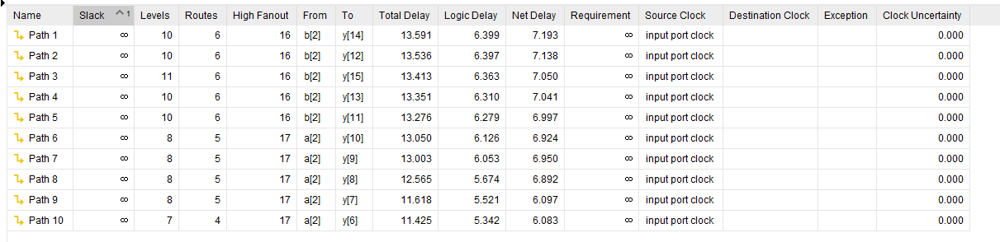 Name Slack 1 Levels Routes High Fanout From To Total Delay Logic Delay Net Delay Requirement Source Clock Destination Clock Exception Clock Uncertainty
Path 1 ∞ 10 6 16 b[2] y[14] 13.591 6.399 7.193 ∞ input port clock 0.000
Path 2 ∞ 10 6 16 b[2] y[12] 13.536 6.397 7.138 ∞ input port clock 0.000
Path 3 ∞ 11 6 16 b[2] y[15] 13.413 6.363 7.050 ∞ input port clock 0.000
Path 4 ∞ 10 6 16 b[2] y[13] 13.351 6.310 7.041 ∞ input port clock 0.000
Path 5 ∞ 10 6 16 b[2] y[11] 13.276 6.279 6.997 ∞ input port clock 0.000
Path 6 ∞ 8 5 17 a[2] y[10] 13.050 6.126 6.924 ∞ input port clock 0.000
Path 7 ∞ 8 5 17 a[2] y[9] 13.003 6.053 6.950 ∞ input port clock 0.000
Path 8 ∞ 8 5 17 a[2] y[8] 12.565 5.674 6.892 ∞ input port clock 0.000
Path 9 ∞ 8 5 17 a[2] y[7] 11.618 5.521 6.097 ∞ input port clock 0.000
Path 10 ∞ 7 4 17 a[2] y[6] 11.425 5.342 6.083 ∞ input port clock 0.000